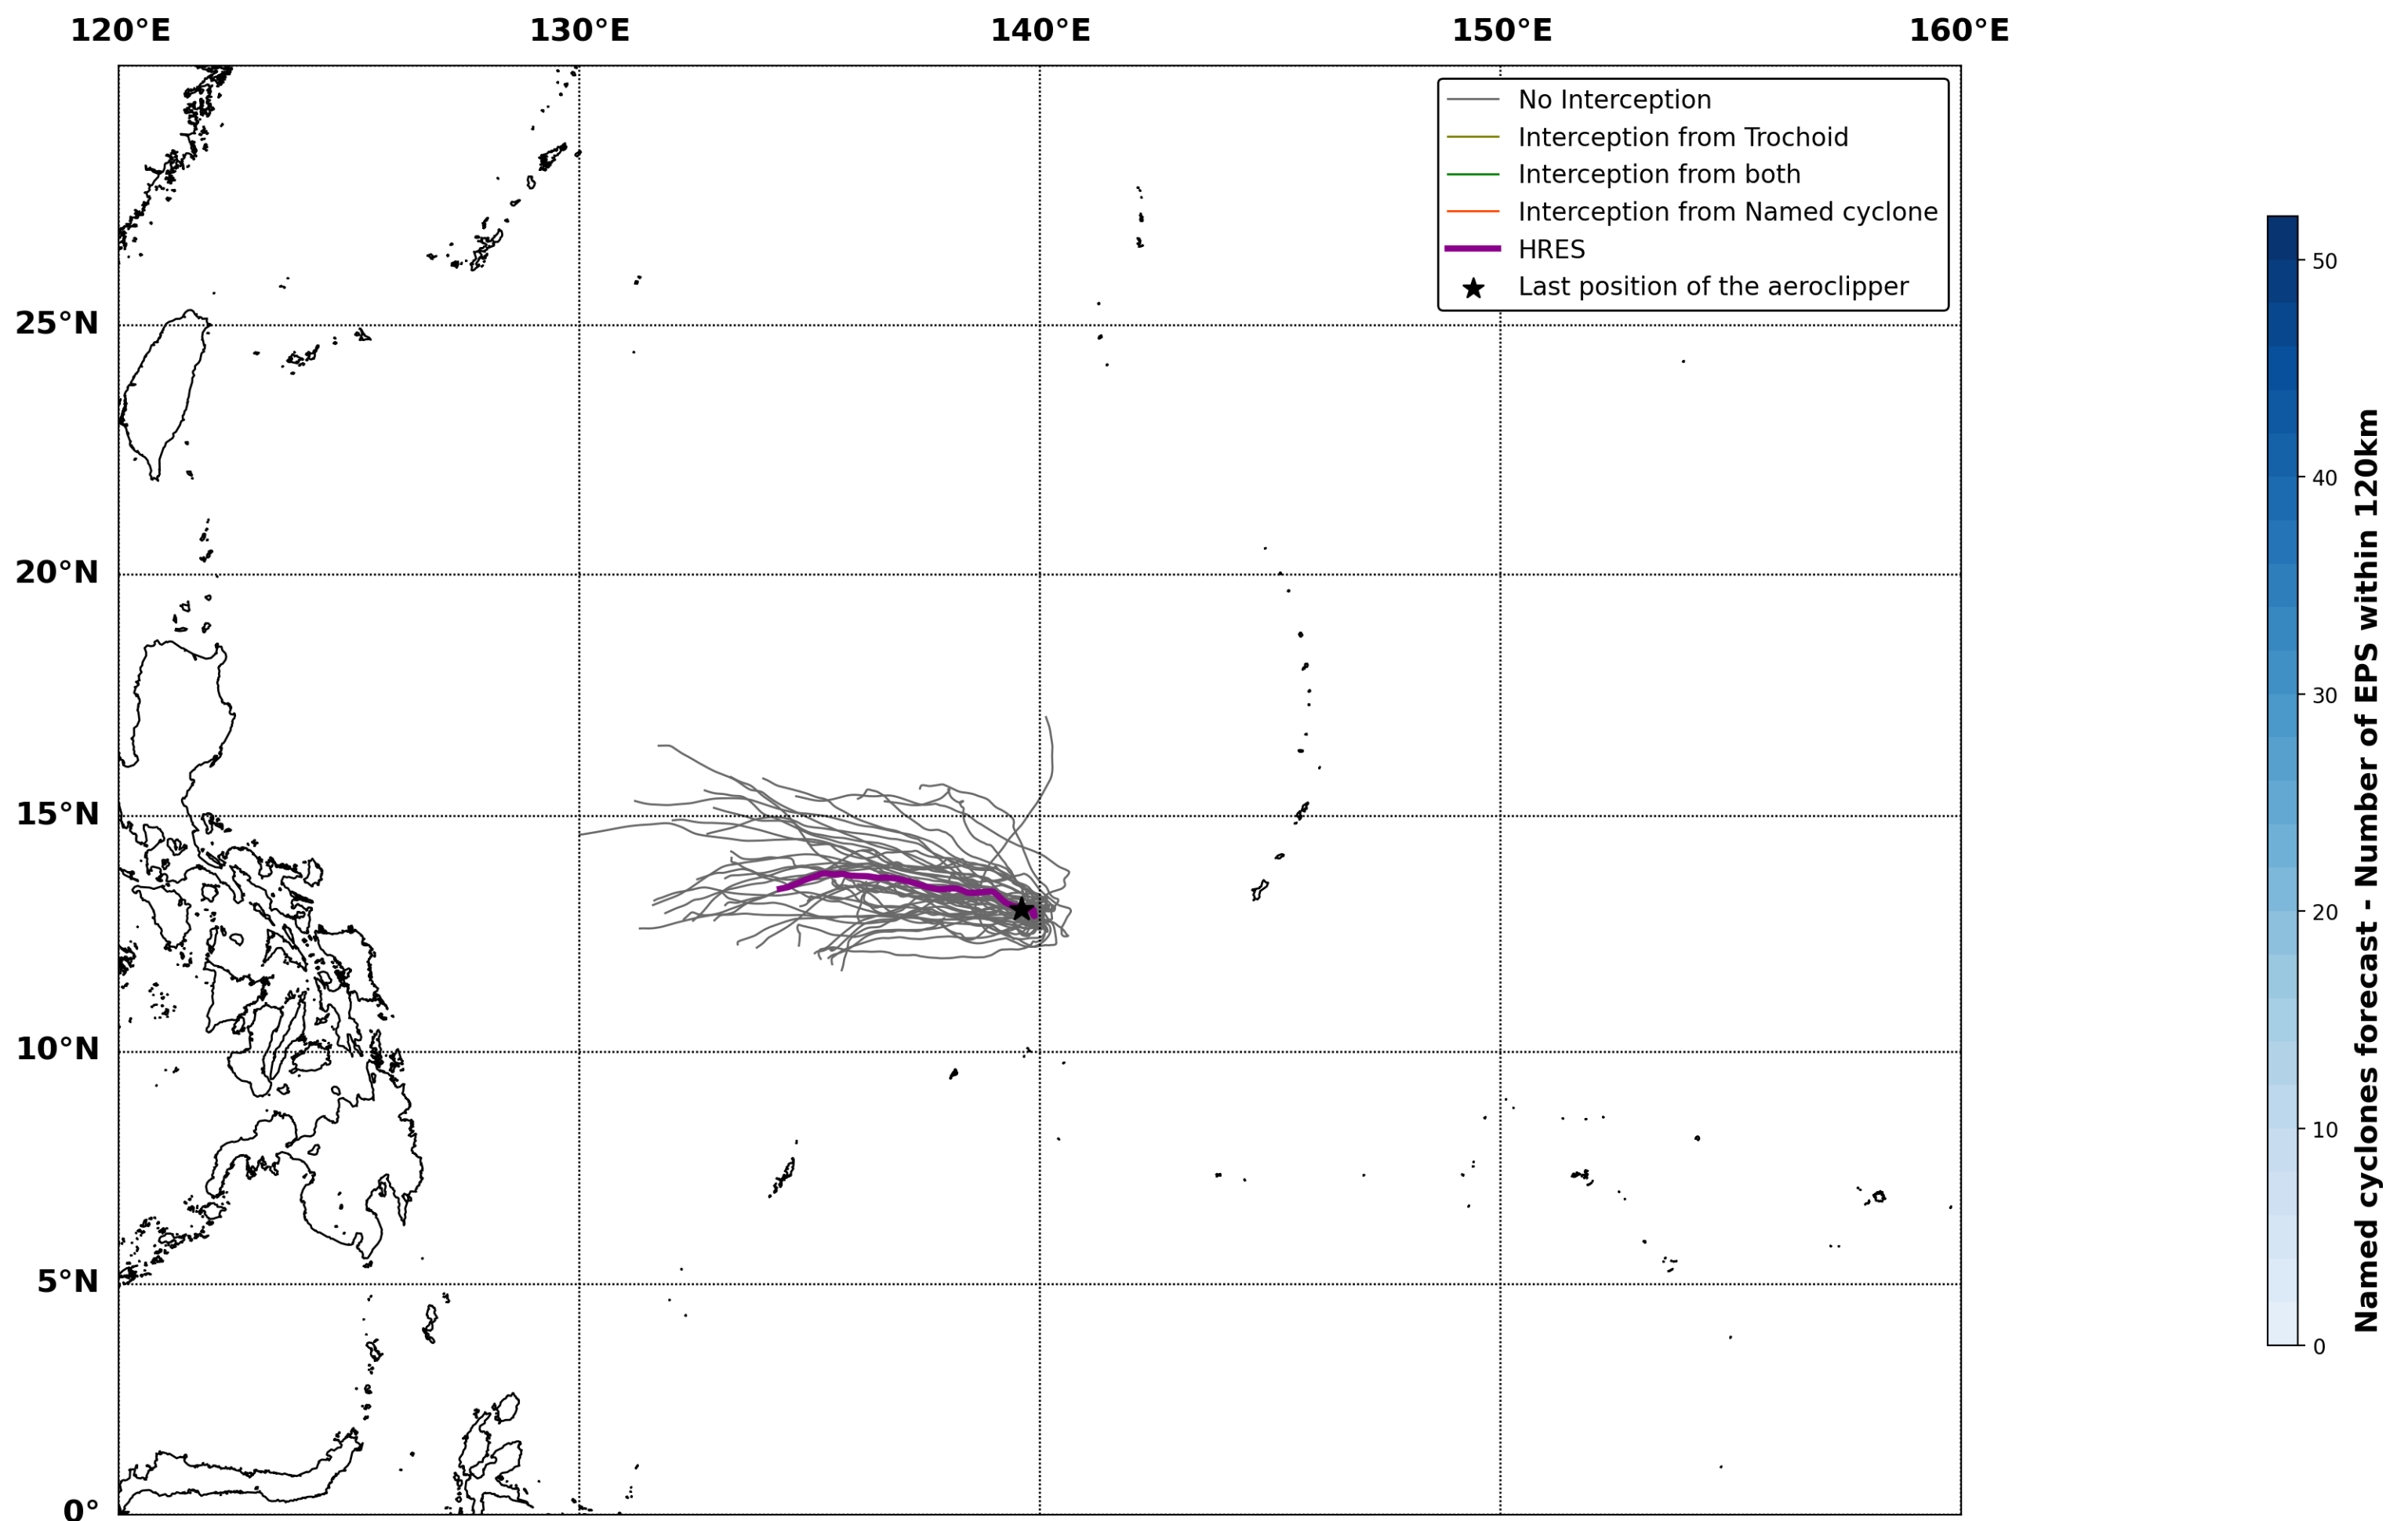 120°E 130°E 140°E 150°E 160°E
No Interception
Interception from Trochoid
Interception from both
Interception from Named cyclone
HRES
Last position of the aeroclipper
25°N
20°N
15°N
10°N
5°N
0°
50
40
30
20
10
0
Named cyclones forecast - Number of EPS within 120km